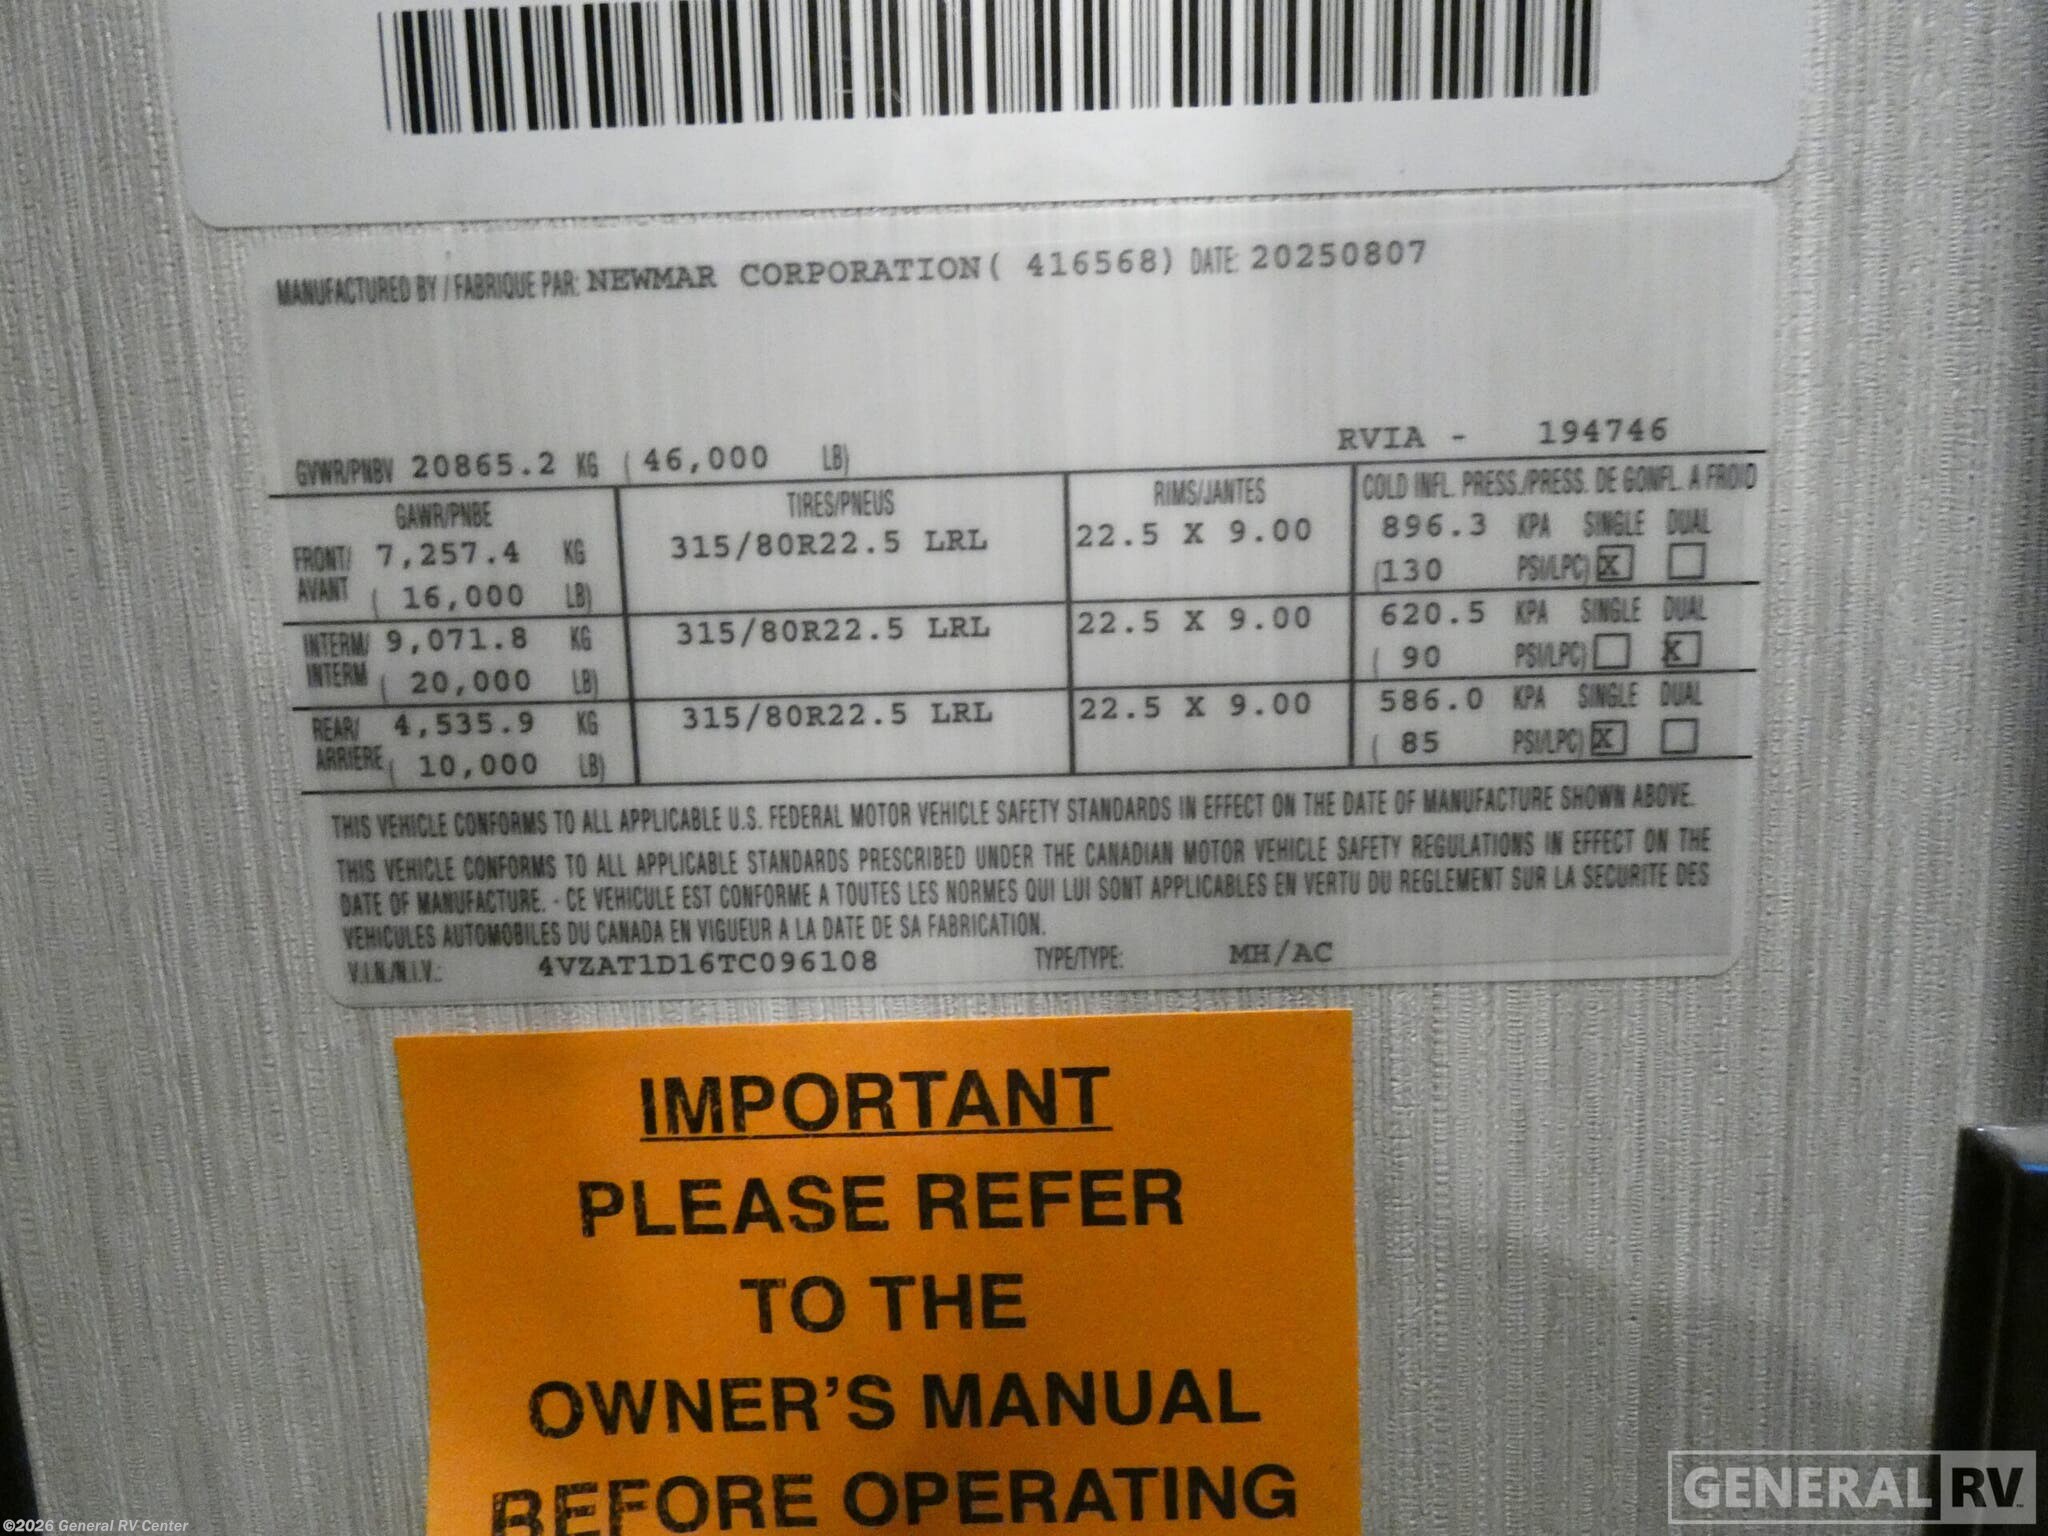 MANUFACTURED BY / FABRIQUE PAR: NEWMAR CORPORATION( 416568) DATE: 20250807
RVIA - 194746
GVWR/PNBV 20865.2 KG ( 46,000 LB)
GAWR/PNBE TIRES/PNEUS RIMS/JANTES COLD INFL. PRESS./PRESS. DE GONFL. A FROID
FRONT/ 7,257.4 KG 315/80R22.5 LRL 22.5 X 9.00 896.3 KPA SINGLE DUAL
AVANT ( 16,000 LB) (130 PSI/LPC) X
INTERM/ 9,071.8 KG 315/80R22.5 LRL 22.5 X 9.00 620.5 KPA SINGLE DUAL
INTERM ( 20,000 LB) ( 90 PSI/LPC) X
REAR/ 4,535.9 KG 315/80R22.5 LRL 22.5 X 9.00 586.0 KPA SINGLE DUAL
ARRIERE ( 10,000 LB) ( 85 PSI/LPC) X
THIS VEHICLE CONFORMS TO ALL APPLICABLE U.S. FEDERAL MOTOR VEHICLE SAFETY STANDARDS IN EFFECT ON THE DATE OF MANUFACTURE SHOWN ABOVE.
THIS VEHICLE CONFORMS TO ALL APPLICABLE STANDARDS PRESCRIBED UNDER THE CANADIAN MOTOR VEHICLE SAFETY REGULATIONS IN EFFECT ON THE
DATE OF MANUFACTURE. - CE VEHICULE EST CONFORME A TOUTES LES NORMES QUI LUI SONT APPLICABLES EN VERTU DU REGLEMENT SUR LA SECURITE DES
VEHICULES AUTOMOBILES DU CANADA EN VIGUEUR A LA DATE DE SA FABRICATION.
V.I.N./N.I.V.: 4VZAT1D16TC096108 TYPE/TYPE: MH/AC
IMPORTANT
PLEASE REFER
TO THE
OWNER'S MANUAL
BEFORE OPERATING
GENERAL RV
©2026 General RV Center